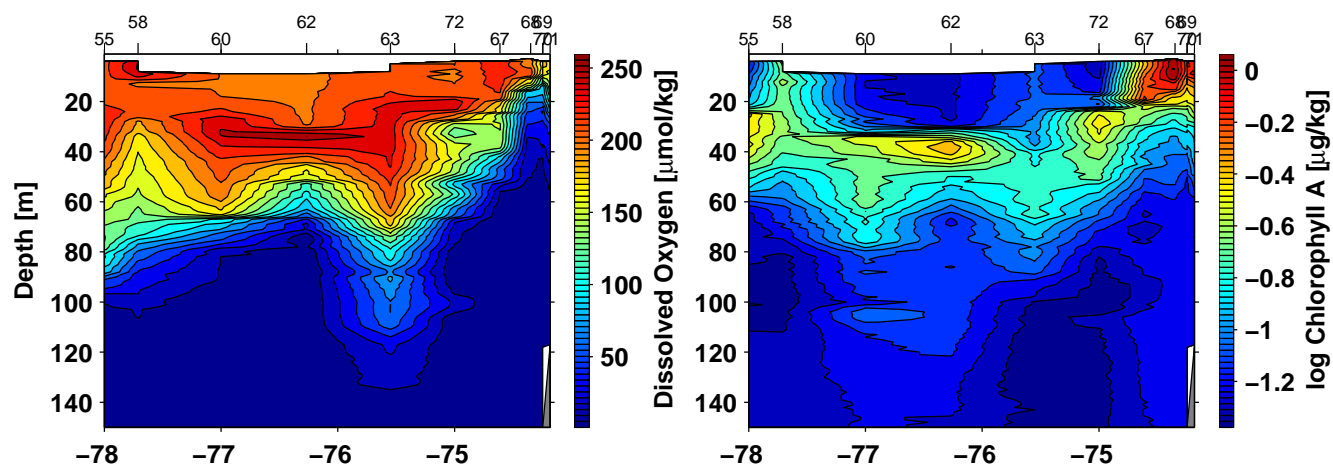 58 62 72 68 69
55 60 63 67 70 71
250
200
150
100
50
Dissolved Oxygen [μmol/kg]
20
40
60
80
100
120
140
Depth [m]
−78 −77 −76 −75
58 62 72 68 69
55 60 63 67 70 71
0
−0.2
−0.4
−0.6
−0.8
−1
−1.2
log Chlorophyll A [μg/kg]
20
40
60
80
100
120
140
−78 −77 −76 −75